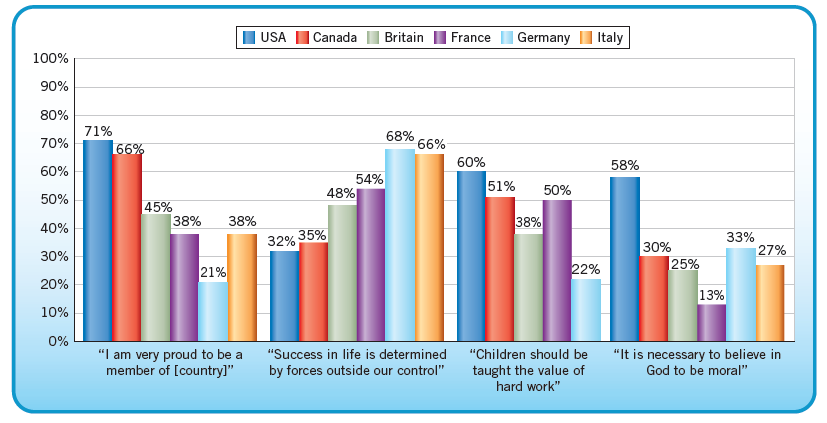 USA Canada Britain France Germany Italy
100%
90%
80%
70%
60%
50%
40%
30%
20%
10%
0%
71% 66% 45% 38% 21% 38%
32% 35% 48% 54% 68% 66%
60% 51% 38% 50% 22%
58% 30% 25% 13% 33% 27%
“I am very proud to be a
member of [country]”
“Success in life is determined
by forces outside our control”
“Children should be
taught the value of
hard work”
“It is necessary to believe in
God to be moral”